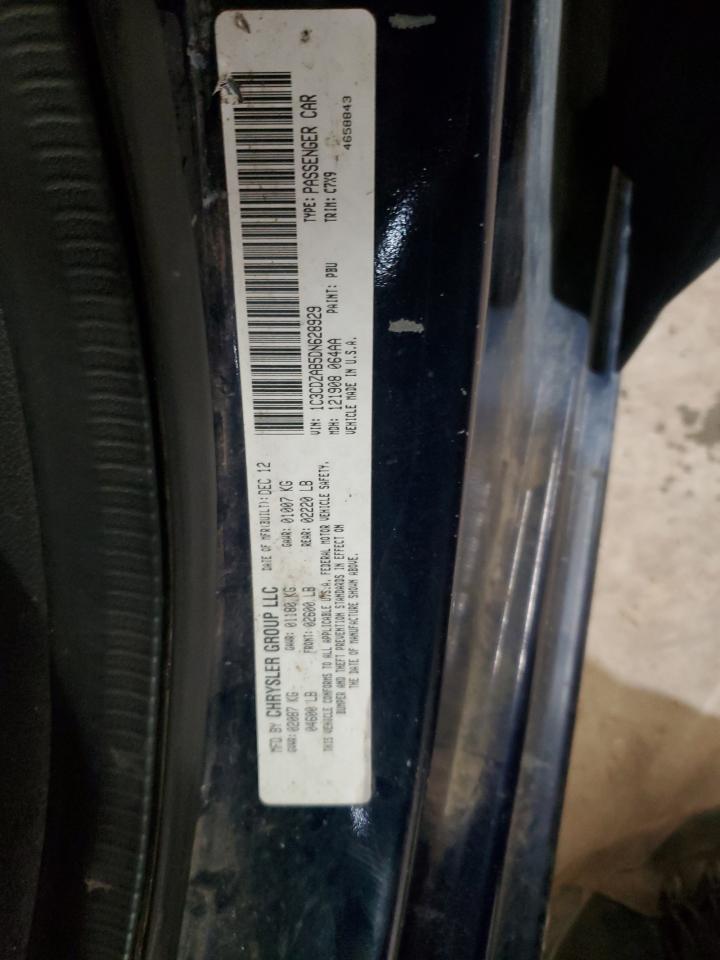 MFD BY CHRYSLER GROUP LLC DATE OF MFR(BUILT): DEC 12
GVWR: 02087 KG GAWR: 01180 KG GAWR: 01007 KG
04600 LB FRONT: 02600 LB REAR: 02220 LB
THIS VEHICLE CONFORMS TO ALL APPLICABLE U.S.A. FEDERAL MOTOR VEHICLE SAFETY,
BUMPER AND THEFT PREVENTION STANDARDS IN EFFECT ON
THE DATE OF MANUFACTURE SHOWN ABOVE.
VIN: 1C3CDZAB5DN628929 TYPE: PASSENGER CAR
MDH: 121908 064AA PAINT: PBU TRIM: C7X9
VEHICLE MADE IN U.S.A. 4658843